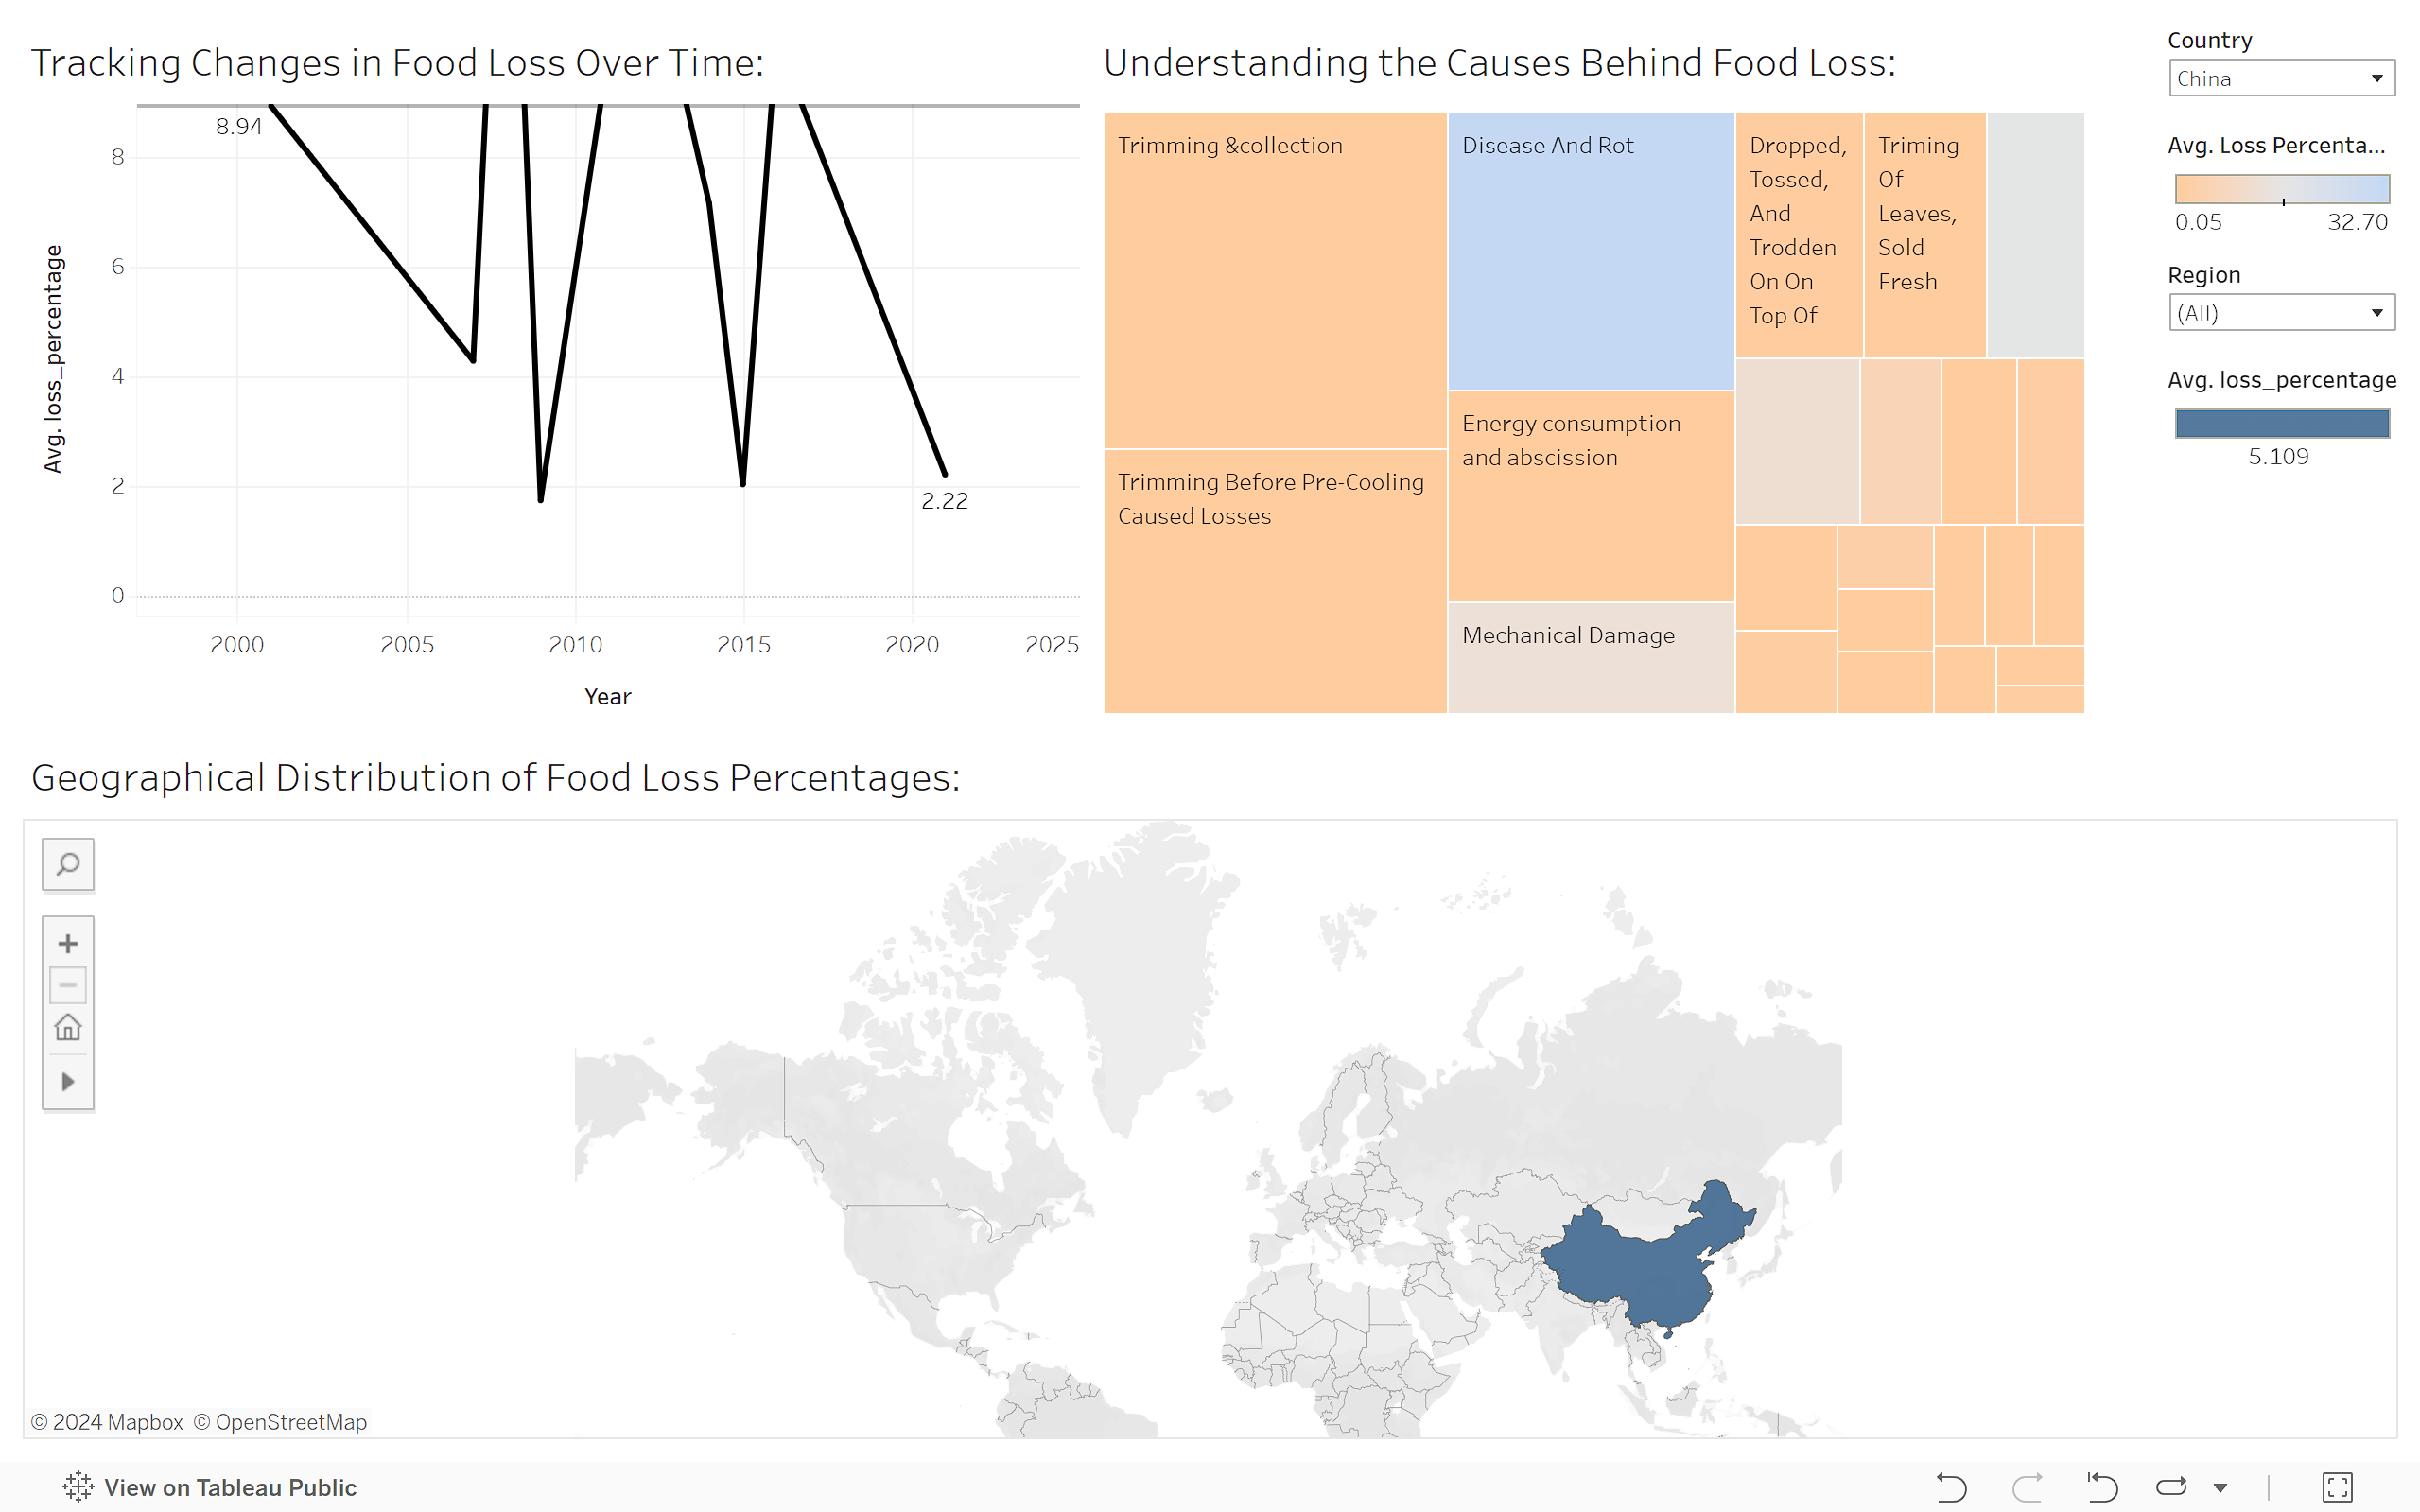 Tracking Changes in Food Loss Over Time:
8.94
8
6
4
2
0
2.22
Avg. loss_percentage
2000
2005
2010
2015
2020
2025
Year
Understanding the Causes Behind Food Loss:
Trimming &collection
Trimming Before Pre-Cooling
Caused Losses
Disease And Rot
Energy consumption
and abscission
Mechanical Damage
Dropped,
Tossed,
And
Trodden
On On
Top Of
Triming
Of
Leaves,
Sold
Fresh
Country
China
Avg. Loss Percenta...
0.05
32.70
Region
(All)
Avg. loss_percentage
5.109
Geographical Distribution of Food Loss Percentages:
© 2024 Mapbox © OpenStreetMap
View on Tableau Public